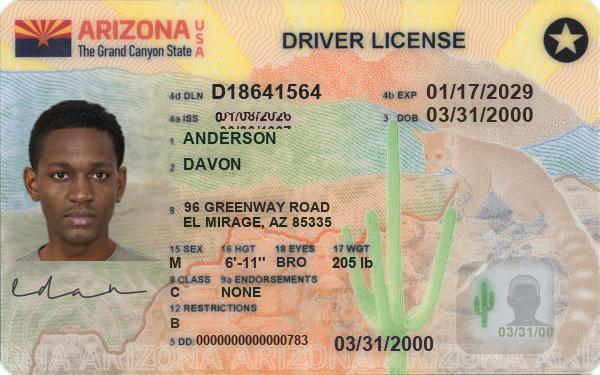 ARIZONA USA
The Grand Canyon State
DRIVER LICENSE
4d DLN D18641564 4b EXP 01/17/2029
4a ISS 01/08/2026 3 DOB 03/31/2000
1 ANDERSON
2 DAVON
8 96 GREENWAY ROAD
EL MIRAGE, AZ 85335
15 SEX 16 HGT 18 EYES 17 WGT
M 6'-11" BRO 205 lb
9 CLASS 9a ENDORSEMENTS
C NONE
12 RESTRICTIONS
B
5 DD: 0000000000000783 03/31/2000
03/31/00
ARIZONA ARIZONA ARIZONA